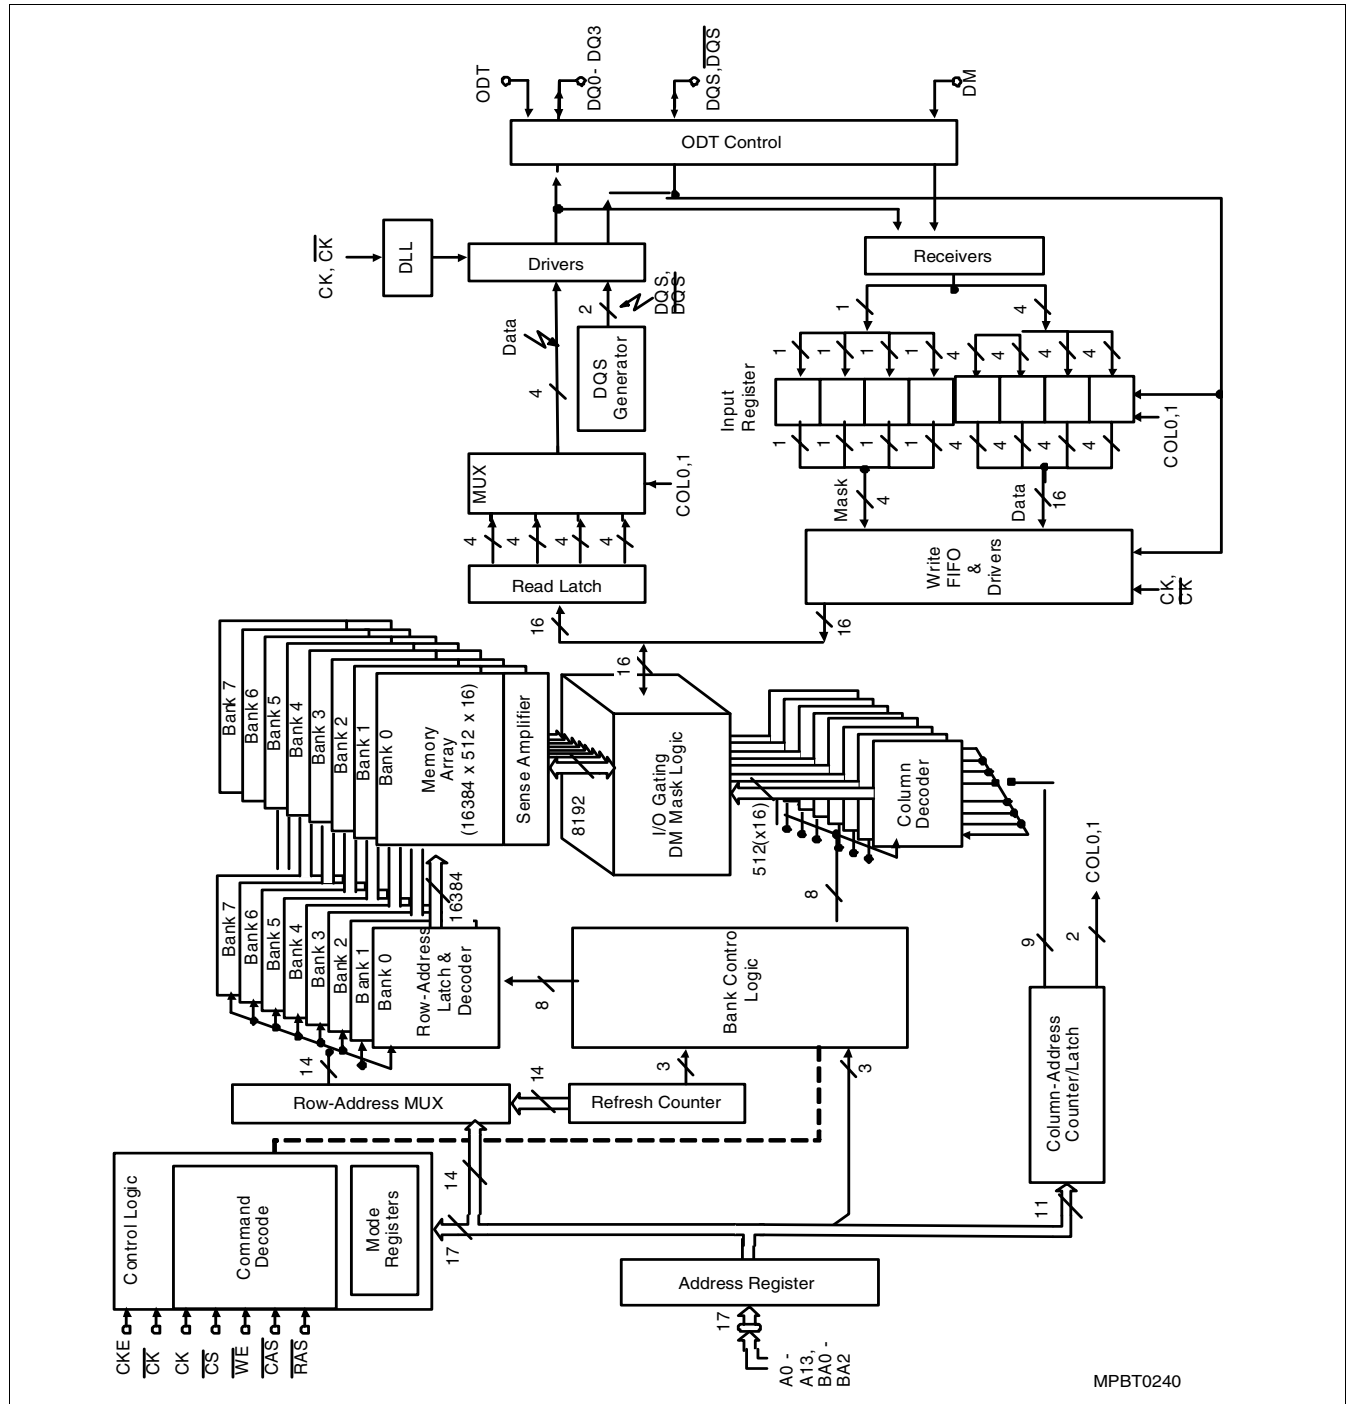 ODT
DQ0- DQ3
DQS,DQS
DM
ODT Control
CK, CK
DLL
Drivers
Receivers
Data
2
DQS,
DQS
DQS
Generator
4
1
4
1
1
1
1
4
4
4
4
Input
Register
1
1
1
1
4
4
4
4
COL0,1
MUX
COL0,1
Mask
4
Data
16
4
4
4
4
Read Latch
Write
FIFO
&
Drivers
CK,
CK
16
16
16
Bank 7
Bank 6
Bank 5
Bank 4
Bank 3
Bank 2
Bank 1
Bank 0
Memory
Array
(16384 x 512 x 16)
Sense Amplifier
8192
I/O Gating
DM Mask Logic
512(x16)
Column
Decoder
16384
8
COL0,1
Bank 7
Bank 6
Bank 5
Bank 4
Bank 3
Bank 2
Bank 1
Bank 0
Row-Address
Latch &
Decoder
8
Bank Control
Logic
9
2
Column-Address
Counter/Latch
14
14
3
3
Row-Address MUX
Refresh Counter
Control Logic
Command
Decode
Mode
Registers
14
17
11
Address Register
17
CKE
CK
CK
CS
WE
CAS
RAS
A0 -
A13,
BA0 -
BA2
MPBT0240